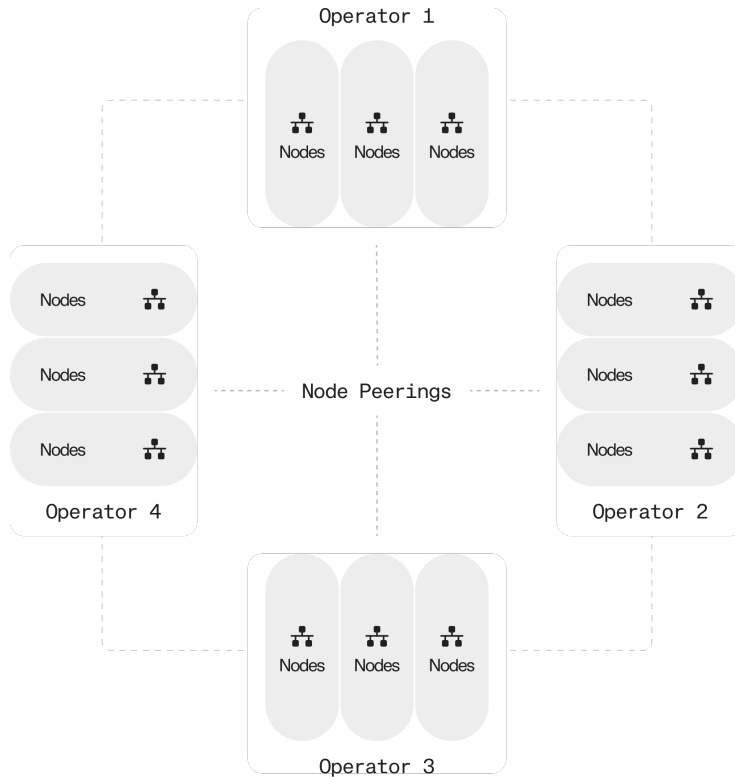 Operator 1
Nodes Nodes Nodes
Nodes
Nodes
Nodes
Operator 4
Node Peerings
Nodes
Nodes
Nodes
Operator 2
Nodes Nodes Nodes
Operator 3